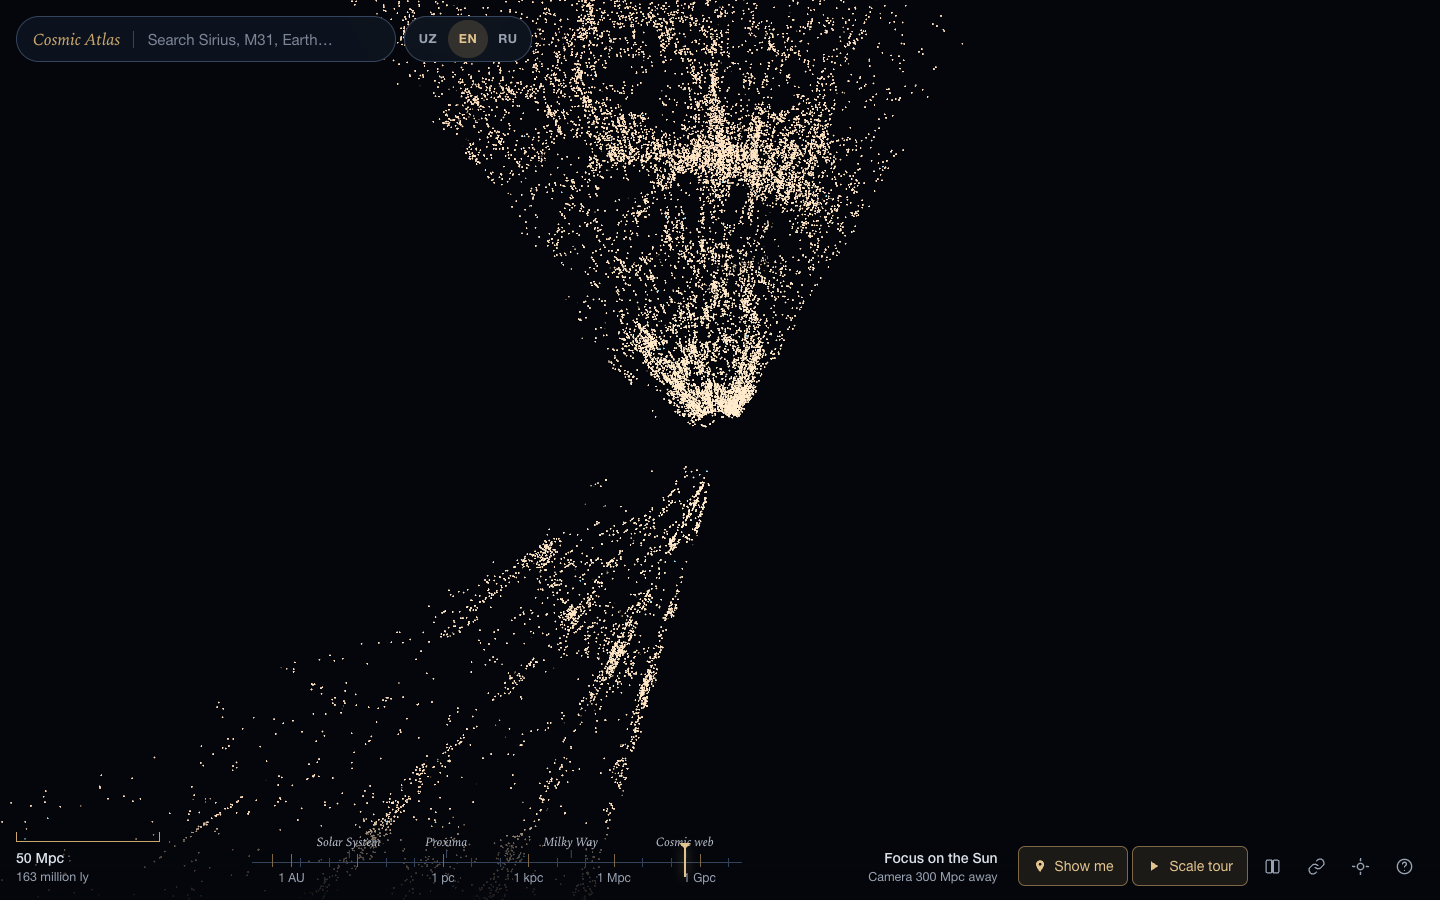 Cosmic Atlas
Search Sirius, M31, Earth…
UZ EN RU
50 Mpc
163 million ly
Solar System Proxima Milky Way Cosmic web
1 AU 1 pc 1 kpc 1 Mpc 1 Gpc
Focus on the Sun
Camera 300 Mpc away
Show me
Scale tour